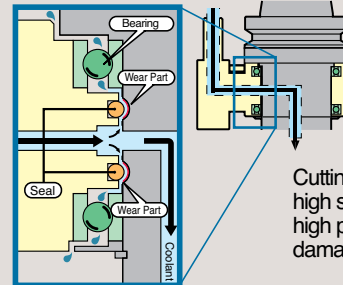 Bearing
Wear Part
Seal
Wear Part
Coolant
Cuttin
high s
high p
dama